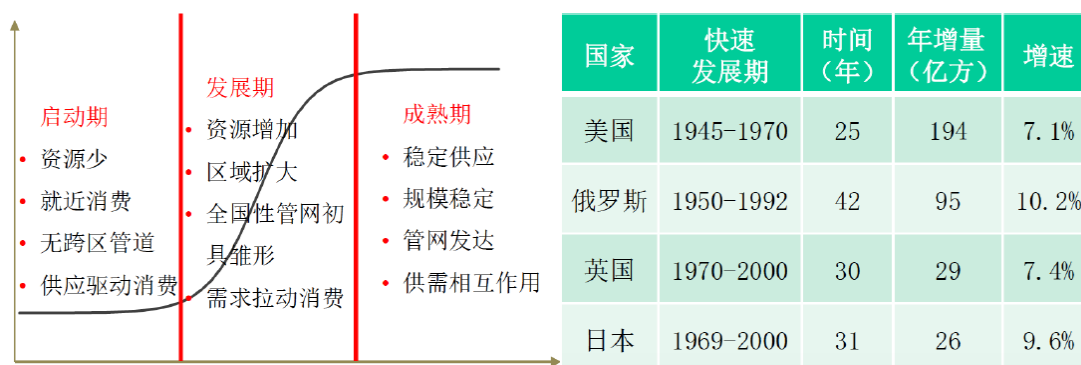 启动期
• 资源少
• 就近消费
• 无跨区管道
• 供应驱动消费
发展期
• 资源增加
• 区域扩大
• 全国性管网初
具雏形
• 需求拉动消费
成熟期
• 稳定供应
• 规模稳定
• 管网发达
• 供需相互作用
国家 快速发展期 时间（年） 年增量（亿方） 增速
美国 1945-1970 25 194 7.1%
俄罗斯 1950-1992 42 95 10.2%
英国 1970-2000 30 29 7.4%
日本 1969-2000 31 26 9.6%